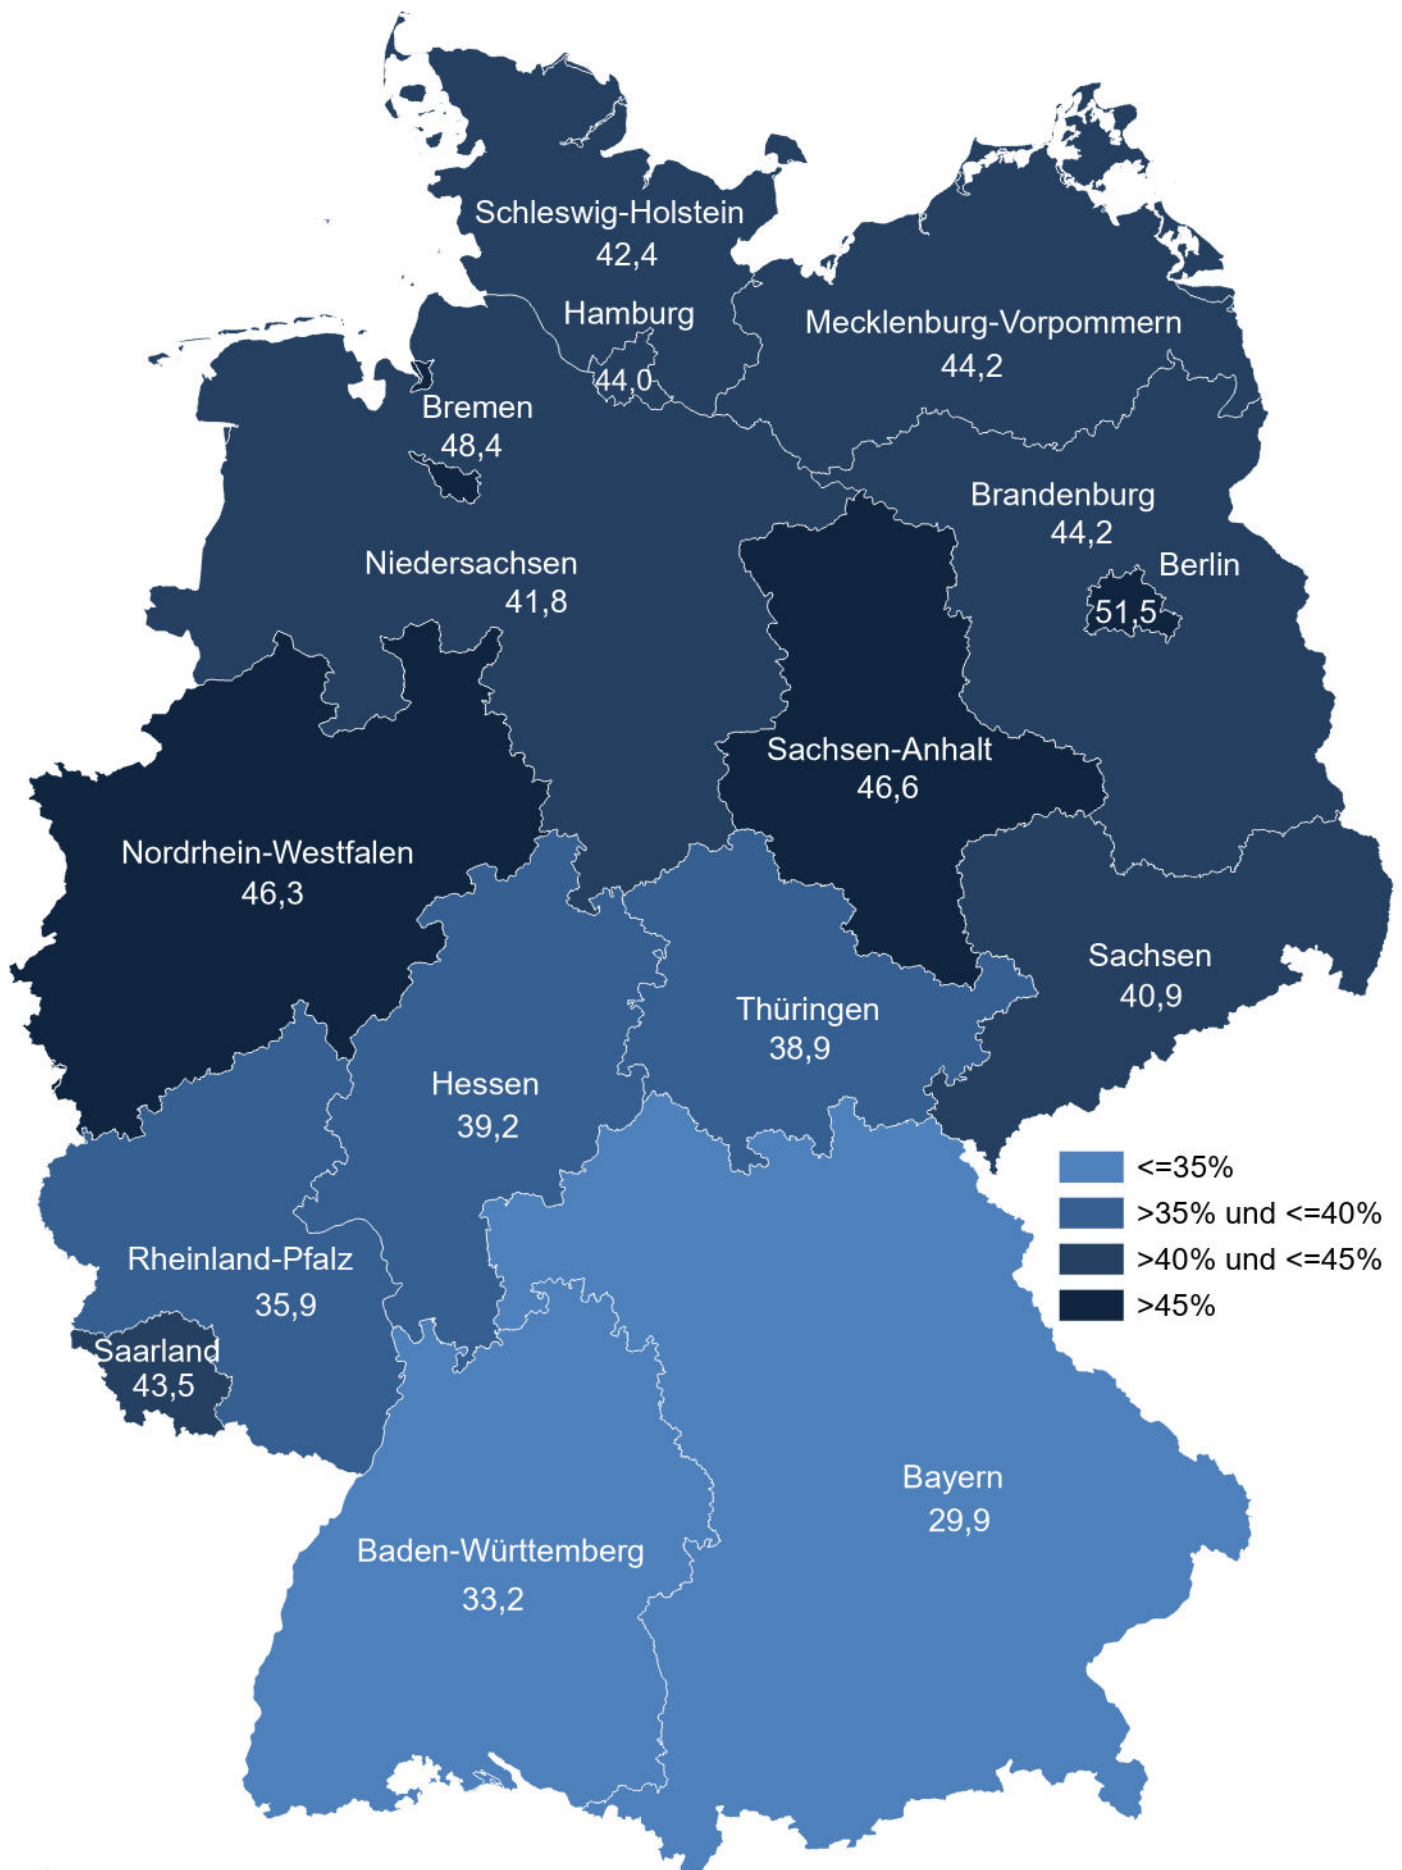 Schleswig-Holstein
42,4
Hamburg
44,0
Mecklenburg-Vorpommern
44,2
Bremen
48,4
Brandenburg
44,2
Berlin
51,5
Niedersachsen
41,8
Sachsen-Anhalt
46,6
Nordrhein-Westfalen
46,3
Sachsen
40,9
Thüringen
38,9
Hessen
39,2
<=35%
>35% und <=40%
>40% und <=45%
>45%
Rheinland-Pfalz
35,9
Saarland
43,5
Bayern
29,9
Baden-Württemberg
33,2